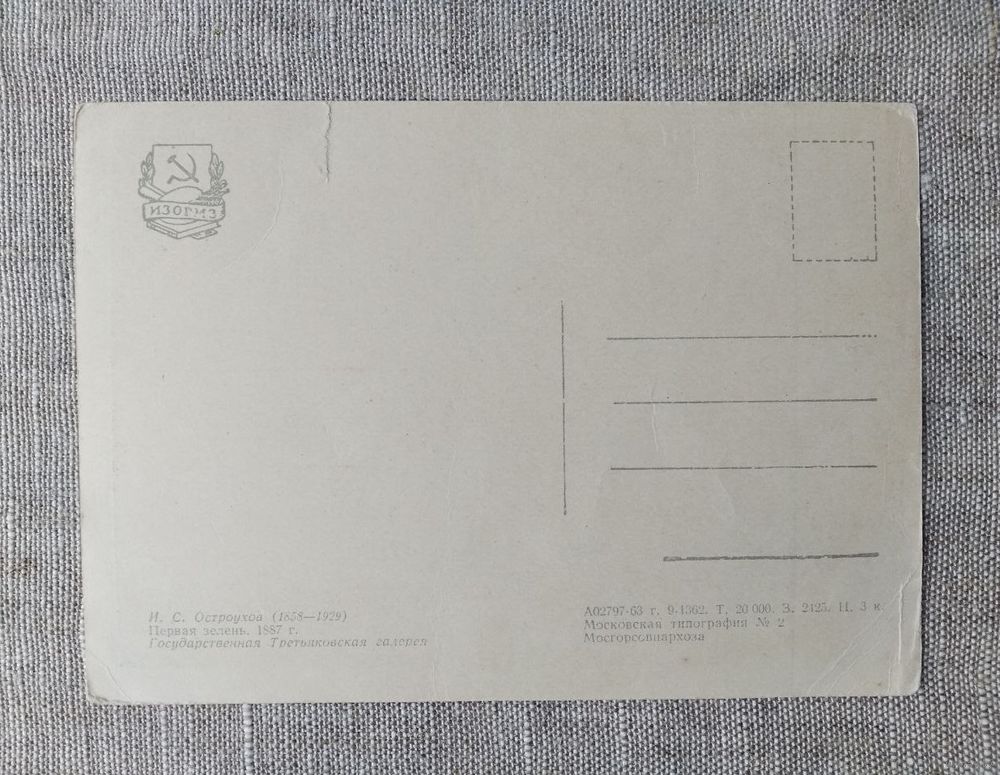 ИЗОГИЗ
И. С. Остроухов (1858—1929)
Первая зелень. 1887 г.
Государственная Третьяковская галерея
А02797-63 г. 9-1362. Т. 20 000. З. 2425. Ц. 3 к
Московская типография № 2
Мосгорсовнархоза